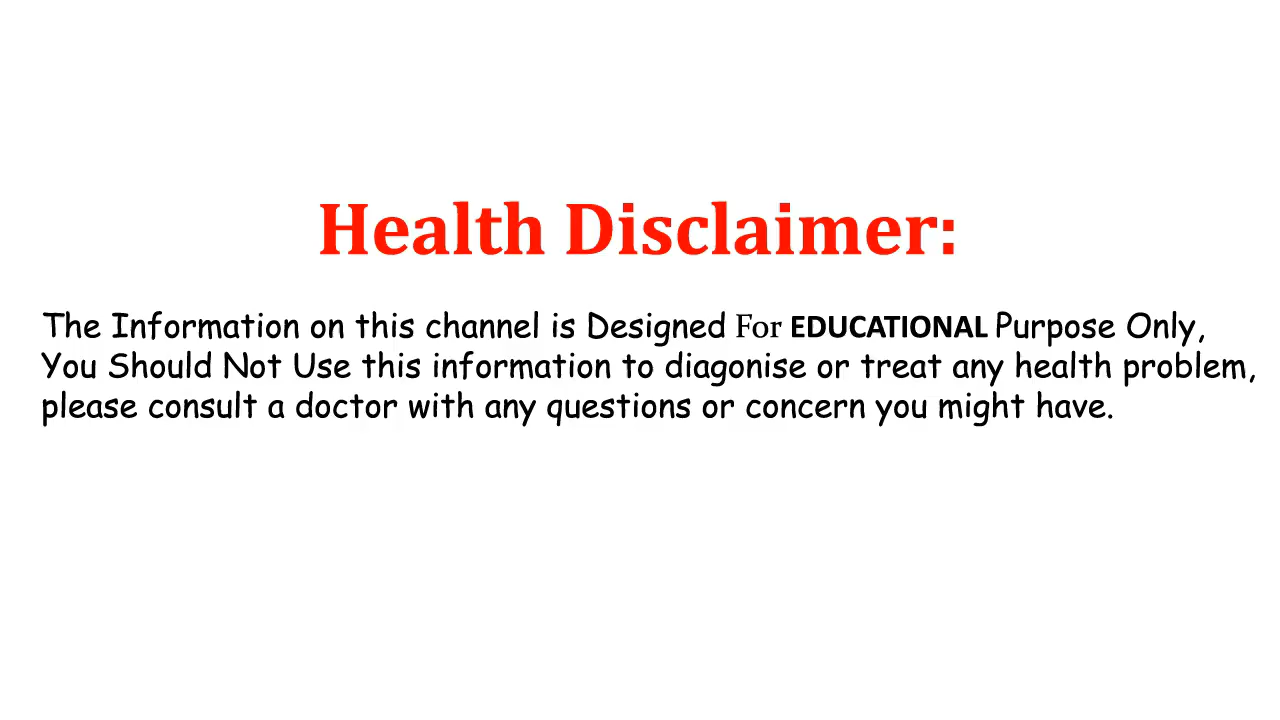 Health Disclaimer:
The Information on this channel is Designed For EDUCATIONAL Purpose Only,
You Should Not Use this information to diagonise or treat any health problem,
please consult a doctor with any questions or concern you might have.